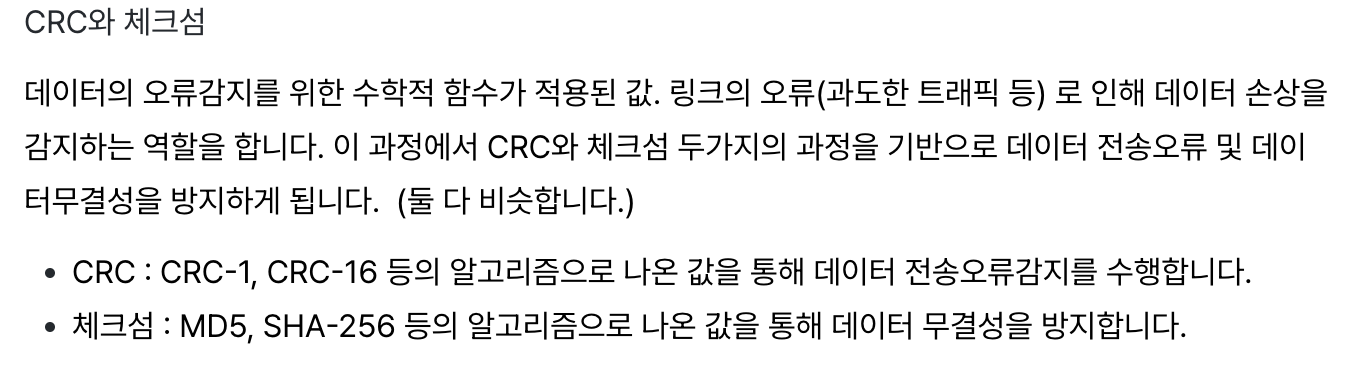 CRC와 체크섬
데이터의 오류감지를 위한 수학적 함수가 적용된 값. 링크의 오류(과도한 트래픽 등) 로 인해 데이터 손상을
감지하는 역할을 합니다. 이 과정에서 CRC와 체크섬 두가지의 과정을 기반으로 데이터 전송오류 및 데이
터무결성을 방지하게 됩니다. (둘 다 비슷합니다.)
• CRC : CRC-1, CRC-16 등의 알고리즘으로 나온 값을 통해 데이터 전송오류감지를 수행합니다.
• 체크섬 : MD5, SHA-256 등의 알고리즘으로 나온 값을 통해 데이터 무결성을 방지합니다.